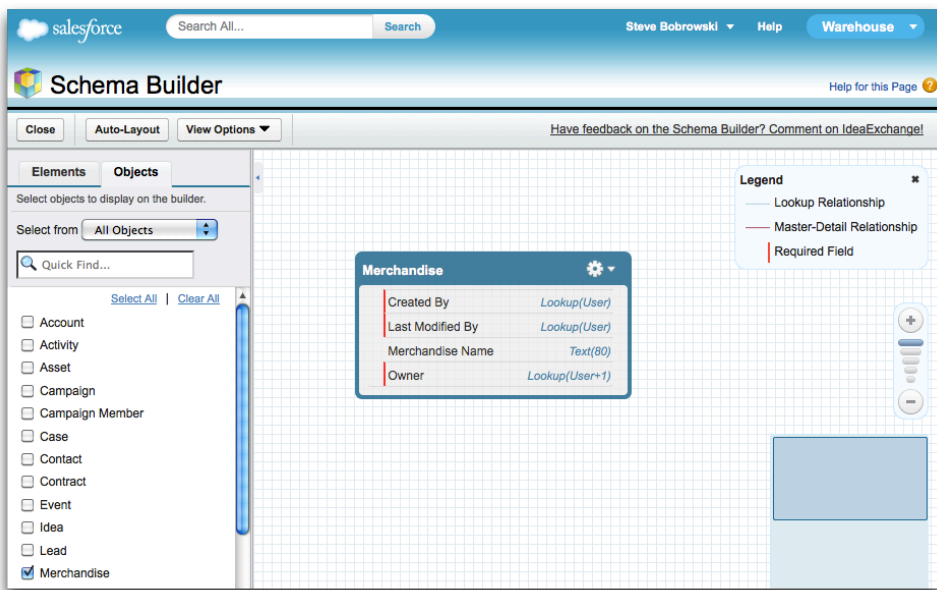 salesforce Search All... Search Steve Bobrowski Help Warehouse
Schema Builder
Help for this Page ?
Close Auto-Layout View Options Have feedback on the Schema Builder? Comment on IdeaExchange!
Elements Objects
Select objects to display on the builder.
Select from All Objects
Quick Find...
Select All | Clear All
Account
Activity
Asset
Campaign
Campaign Member
Case
Contact
Contract
Event
Idea
Lead
Merchandise
Merchandise
Created By Lookup(User)
Last Modified By Lookup(User)
Merchandise Name Text(80)
Owner Lookup(User+1)
Legend
Lookup Relationship
Master-Detail Relationship
Required Field